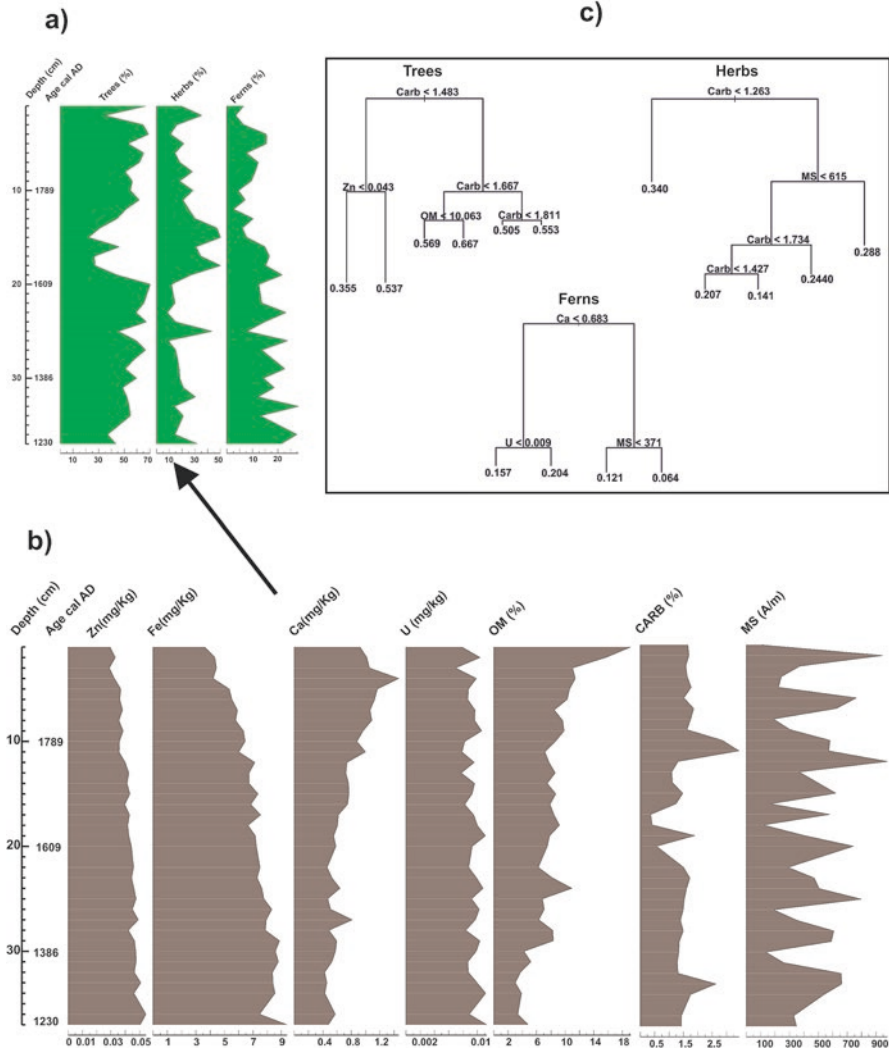 a)
c)
Depth (cm)
Age cal AD
Trees (%)
Herbs (%)
Ferns (%)
10
1789
20
1609
30
1386
1230
10 30 50 70
10 30 50
10 20
Trees
Carb < 1.483
Zn < 0.043
Carb < 1.667
OM < 10.063
Carb < 1.811
0.569 0.667
0.505 0.553
0.355 0.537
Herbs
Carb < 1.263
0.340
MS < 615
Carb < 1.734
0.288
Carb < 1.427
0.2440
0.207 0.141
Ferns
Ca < 0.683
U < 0.009
MS < 371
0.157 0.204
0.121 0.064
b)
Depth (cm)
Age cal AD
Zn(mg/Kg)
Fe(mg/Kg)
Ca(mg/Kg)
U (mg/kg)
OM (%)
CARB (%)
MS (A/m)
10
1789
20
1609
30
1386
1230
0 0.01 0.03 0.05
1 3 5 7 9
0 0.4 0.8 1.2
0.002 0.01
2 6 10 14 18
0.5 1.5 2.5
100 300 500 700 900